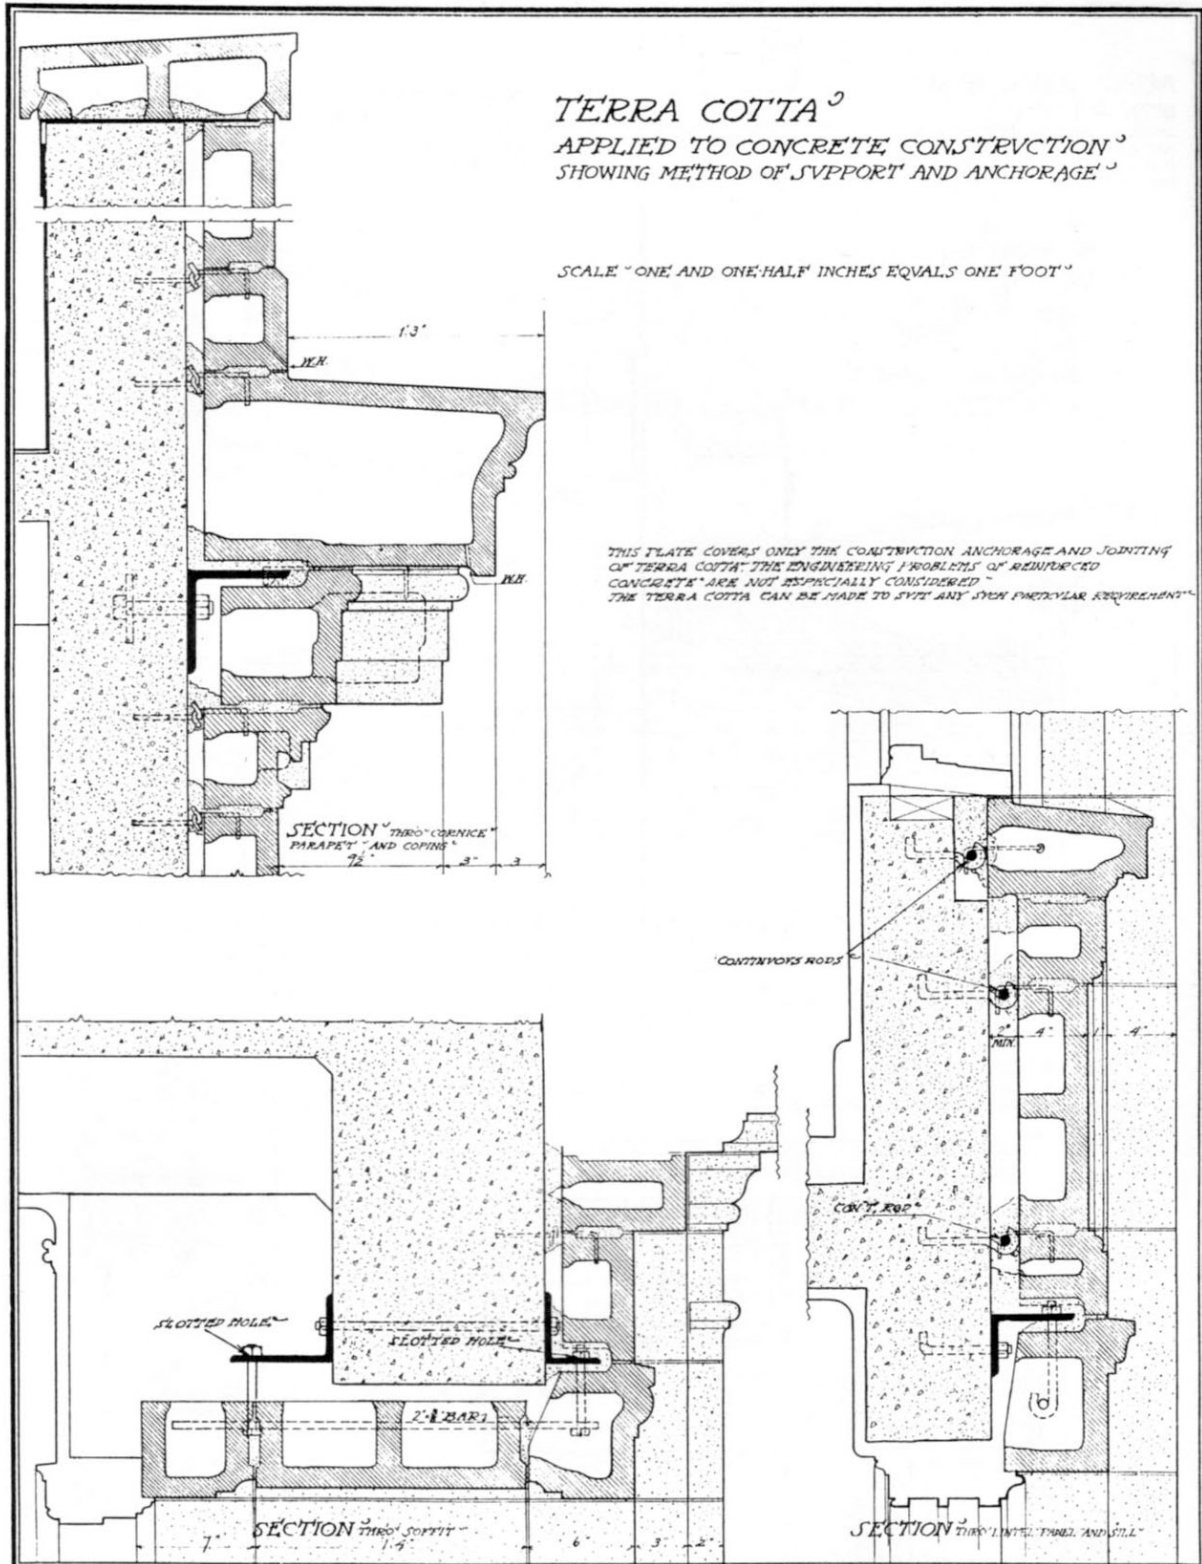 TERRA COTTA
APPLIED TO CONCRETE CONSTRVCTION
SHOWING METHOD OF SVPPORT AND ANCHORAGE
SCALE ONE AND ONE-HALF INCHES EQVALS ONE FOOT
1'3"
W.H.
THIS PLATE COVERS ONLY THE CONSTRVCTION ANCHORAGE AND JOINTING
OF TERRA COTTA THE ENGINEERING PROBLEMS OF REINFORCED
CONCRETE ARE NOT ESPECIALLY CONSIDERED
THE TERRA COTTA CAN BE MADE TO SVIT ANY SVCH PARTICVLAR REQVIREMENT
W.H.
SECTION THRO' CORNICE
PARAPET AND COPING
9½" 3" 3
CONTINVOVS RODS
2" 4" 1" 4"
MIN.
CON'T. ROD
SLOTTED HOLE
SLOTTED HOLE
BAR
SECTION THRO' SOFFIT
7" 1'5" 6" 3" 2"
SECTION THRO' LINTEL PANEL AND SILL